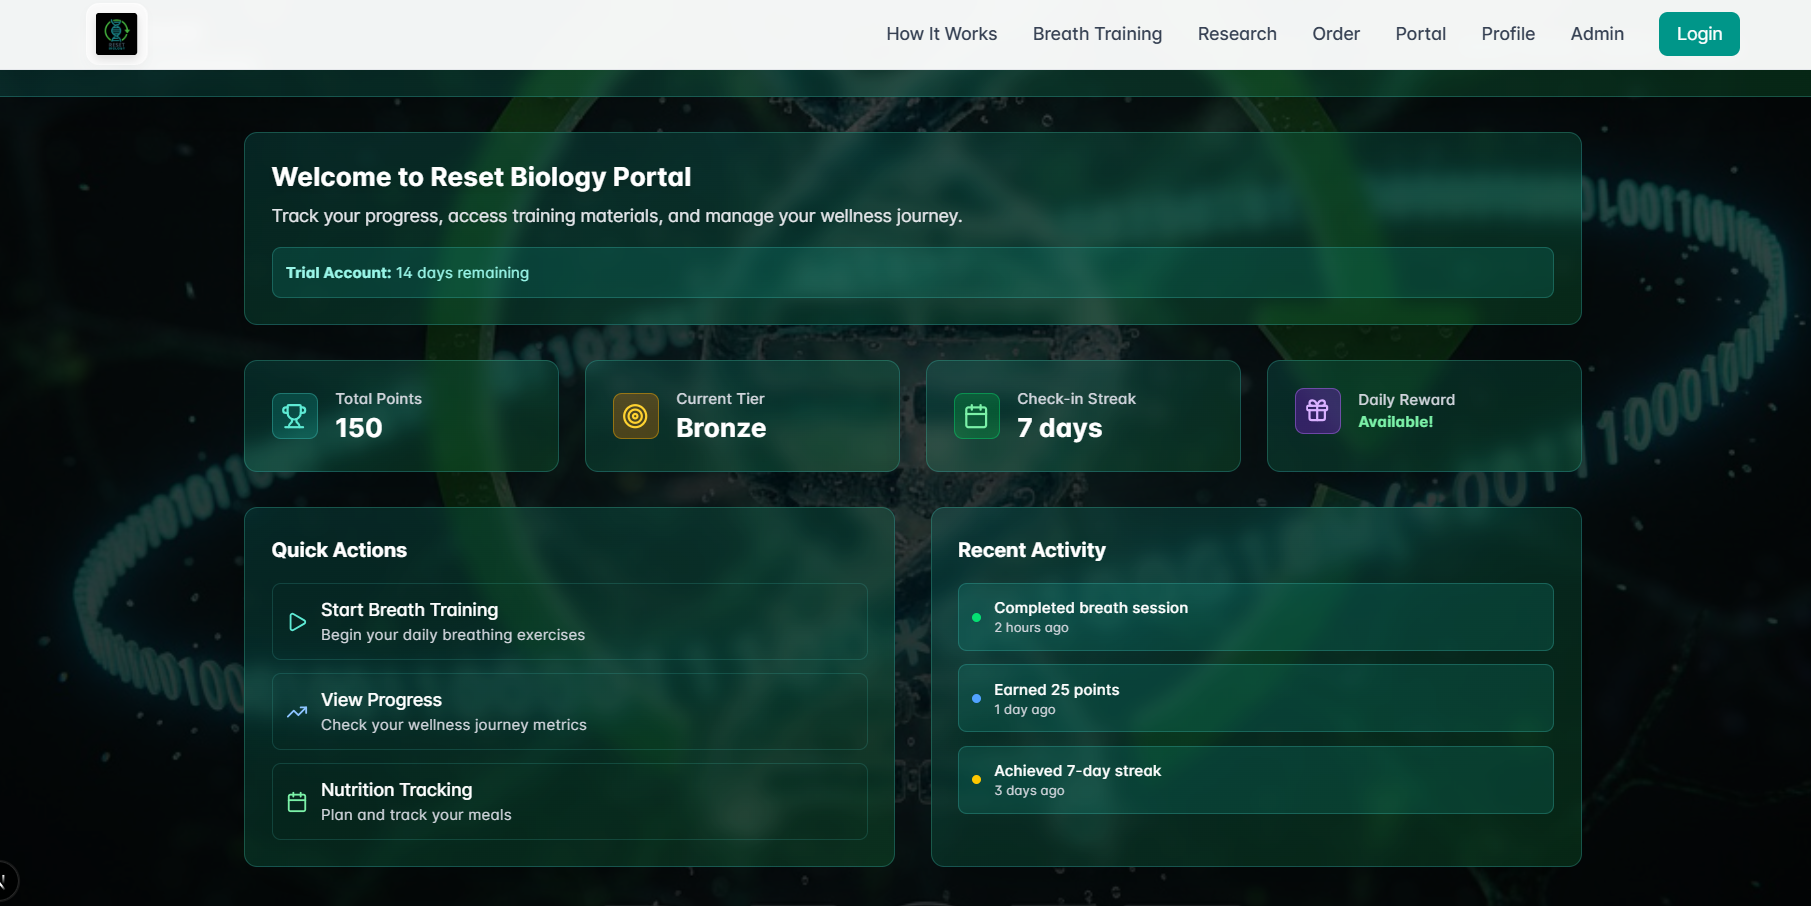 RESET
How It Works
Breath Training
Research
Order
Portal
Profile
Admin
Login
Welcome to Reset Biology Portal
Track your progress, access training materials, and manage your wellness journey.
Trial Account: 14 days remaining
Total Points
150
Current Tier
Bronze
Check-in Streak
7 days
Daily Reward
Available!
Quick Actions
Start Breath Training
Begin your daily breathing exercises
View Progress
Check your wellness journey metrics
Nutrition Tracking
Plan and track your meals
Recent Activity
Completed breath session
2 hours ago
Earned 25 points
1 day ago
Achieved 7-day streak
3 days ago